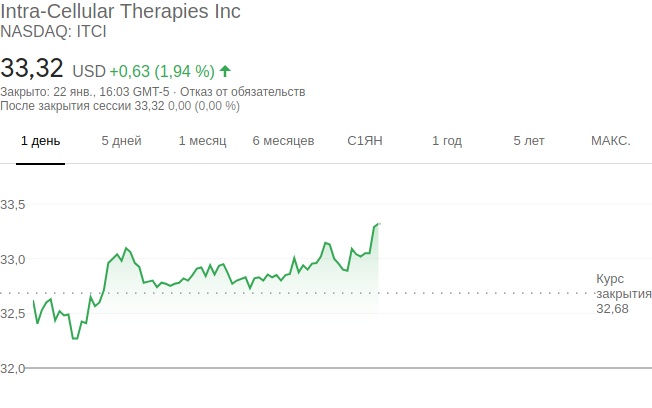 Intra-Cellular Therapies Inc
NASDAQ: ITCI
33,32 USD +0,63 (1,94 %)
Закрыто: 22 янв., 16:03 GMT-5 · Отказ от обязательств
После закрытия сессии 33,32 0,00 (0,00 %)
1 день 5 дней 1 месяц 6 месяцев С1ЯН 1 год 5 лет МАКС.
33,5
33,0
Курс
закрытия
32,68
32,5
32,0